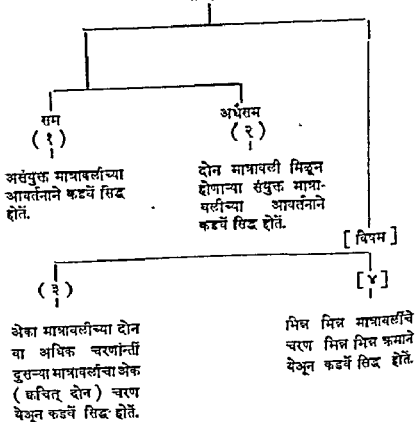 सम
(१)
असंयुक्त मात्रावलीच्या
आवर्तनाने कडवें सिद्ध
होतें.
अर्धसम
(२)
दोन मात्रावली मिळून
होणाऱ्या संयुक्त मात्रा-
वलीच्या आवर्तनाने
कडवें सिद्ध होतें.
[विषम]
(३)
अेका मात्रावलीच्या दोन
वा अधिक चरणांन्तीं
दुसऱ्या मात्रावलीचा अेक
(क्वचित् दोन) चरण
येअून कडवें सिद्ध होतें.
[४]
भिन्न भिन्न मात्रावलींचे
चरण भिन्न भिन्न क्रमाने
येअून कडवें सिद्ध होतें.